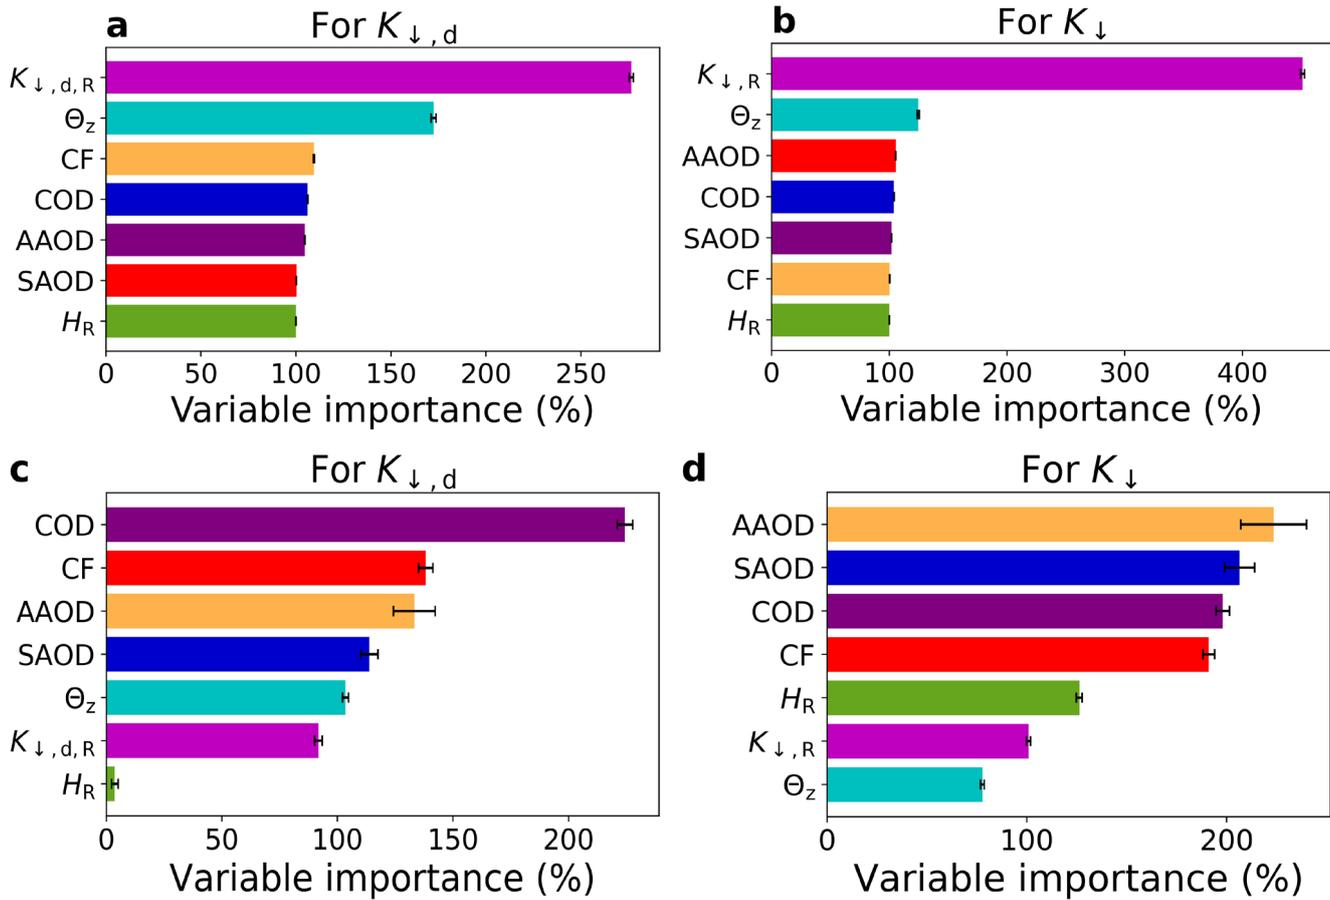 a
For K↓,d
K↓,d,R
Θz
CF
COD
AAOD
SAOD
HR
0 50 100 150 200 250
Variable importance (%)
b
For K↓
K↓,R
Θz
AAOD
COD
SAOD
CF
HR
0 100 200 300 400
Variable importance (%)
c
For K↓,d
COD
CF
AAOD
SAOD
Θz
K↓,d,R
HR
0 50 100 150 200
Variable importance (%)
d
For K↓
AAOD
SAOD
COD
CF
HR
K↓,R
Θz
0 100 200
Variable importance (%)